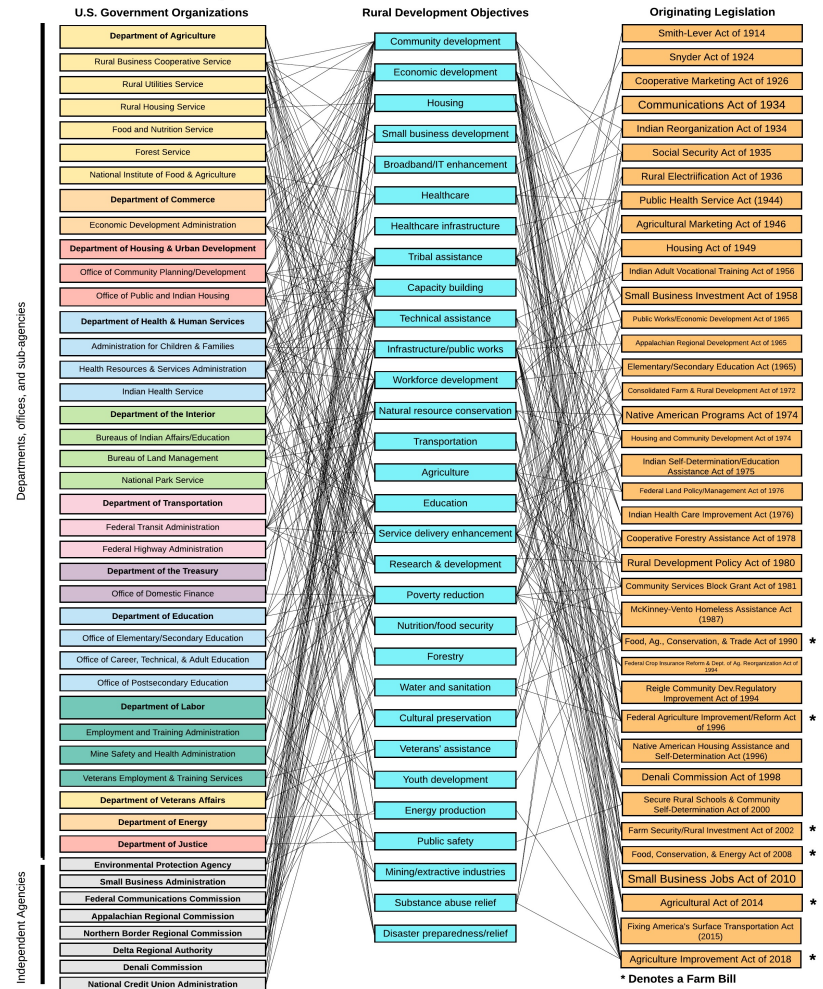 U.S. Government Organizations
Rural Development Objectives
Originating Legislation
Departments, offices, and sub-agencies
Department of Agriculture
Rural Business Cooperative Service
Rural Utilities Service
Rural Housing Service
Food and Nutrition Service
Forest Service
National Institute of Food & Agriculture
Department of Commerce
Economic Development Administration
Department of Housing & Urban Development
Office of Community Planning/Development
Office of Public and Indian Housing
Department of Health & Human Services
Administration for Children & Families
Health Resources & Services Administration
Indian Health Service
Department of the Interior
Bureaus of Indian Affairs/Education
Bureau of Land Management
National Park Service
Department of Transportation
Federal Transit Administration
Federal Highway Administration
Department of the Treasury
Office of Domestic Finance
Department of Education
Office of Elementary/Secondary Education
Office of Career, Technical, & Adult Education
Office of Postsecondary Education
Department of Labor
Employment and Training Administration
Mine Safety and Health Administration
Veterans Employment & Training Services
Department of Veterans Affairs
Department of Energy
Department of Justice
Independent Agencies
Environmental Protection Agency
Small Business Administration
Federal Communications Commission
Appalachian Regional Commission
Northern Border Regional Commission
Delta Regional Authority
Denali Commission
National Credit Union Administration
Community development
Economic development
Housing
Small business development
Broadband/IT enhancement
Healthcare
Healthcare infrastructure
Tribal assistance
Capacity building
Technical assistance
Infrastructure/public works
Workforce development
Natural resource conservation
Transportation
Agriculture
Education
Service delivery enhancement
Research & development
Poverty reduction
Nutrition/food security
Forestry
Water and sanitation
Cultural preservation
Veterans' assistance
Youth development
Energy production
Public safety
Mining/extractive industries
Substance abuse relief
Disaster preparedness/relief
Smith-Lever Act of 1914
Snyder Act of 1924
Cooperative Marketing Act of 1926
Communications Act of 1934
Indian Reorganization Act of 1934
Social Security Act of 1935
Rural Electriification Act of 1936
Public Health Service Act (1944)
Agricultural Marketing Act of 1946
Housing Act of 1949
Indian Adult Vocational Training Act of 1956
Small Business Investment Act of 1958
Public Works/Economic Development Act of 1965
Appalachian Regional Development Act of 1965
Elementary/Secondary Education Act (1965)
Consolidated Farm & Rural Development Act of 1972
Native American Programs Act of 1974
Housing and Community Development Act of 1974
Indian Self-Determination/Education
Assistance Act of 1975
Federal Land Policy/Management Act of 1976
Indian Health Care Improvement Act (1976)
Cooperative Forestry Assistance Act of 1978
Rural Development Policy Act of 1980
Community Services Block Grant Act of 1981
McKinney-Vento Homeless Assistance Act
(1987)
Food, Ag., Conservation, & Trade Act of 1990 *
Federal Crop Insurance Reform & Dept. of Ag. Reorganization Act of
1994
Reigle Community Dev.Regulatory
Improvement Act of 1994
Federal Agriculture Improvement/Reform Act *
of 1996
Native American Housing Assistance and
Self-Determination Act (1996)
Denali Commission Act of 1998
Secure Rural Schools & Community
Self-Determination Act of 2000
Farm Security/Rural Investment Act of 2002 *
Food, Conservation, & Energy Act of 2008 *
Small Business Jobs Act of 2010
Agricultural Act of 2014 *
Fixing America's Surface Transportation Act
(2015)
Agriculture Improvement Act of 2018 *
* Denotes a Farm Bill